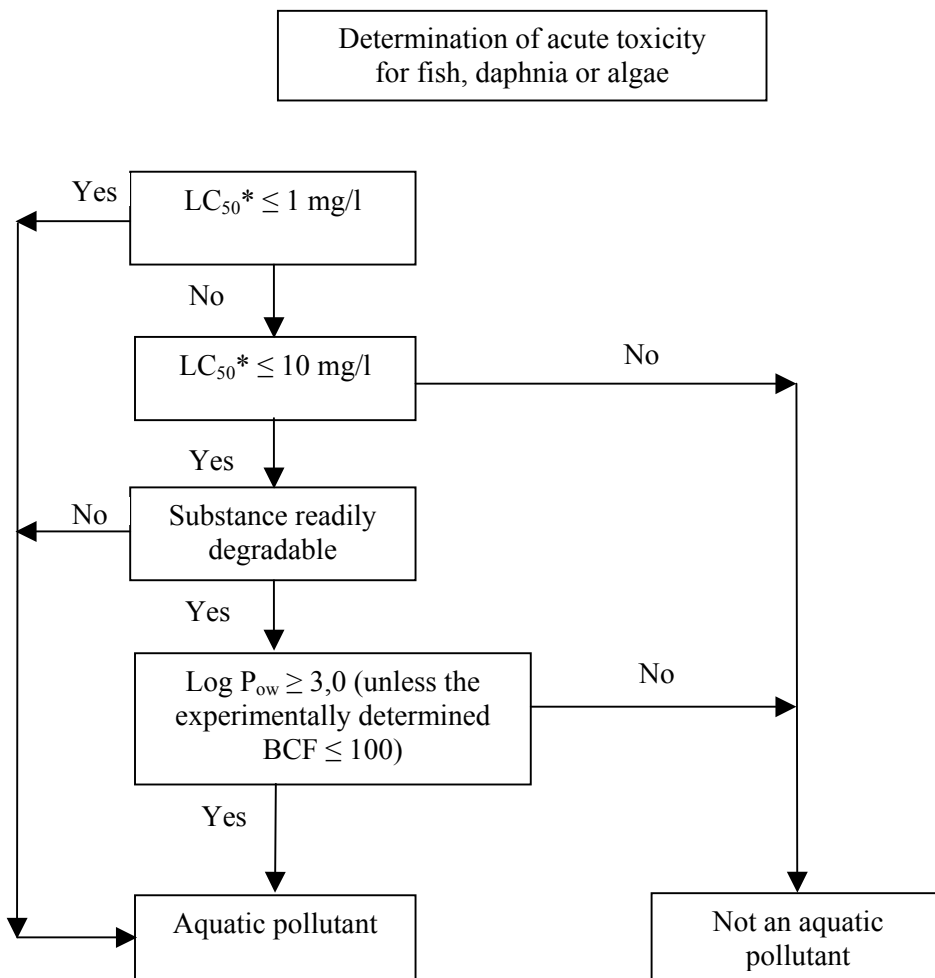 Determination of acute toxicity
for fish, daphnia or algae
Yes
LC₅₀* ≤ 1 mg/l
No
LC₅₀* ≤ 10 mg/l
No
Yes
No
Substance readily
degradable
Yes
Log Pₒw ≥ 3,0 (unless the
experimentally determined
BCF ≤ 100)
No
Yes
Aquatic pollutant
Not an aquatic
pollutant